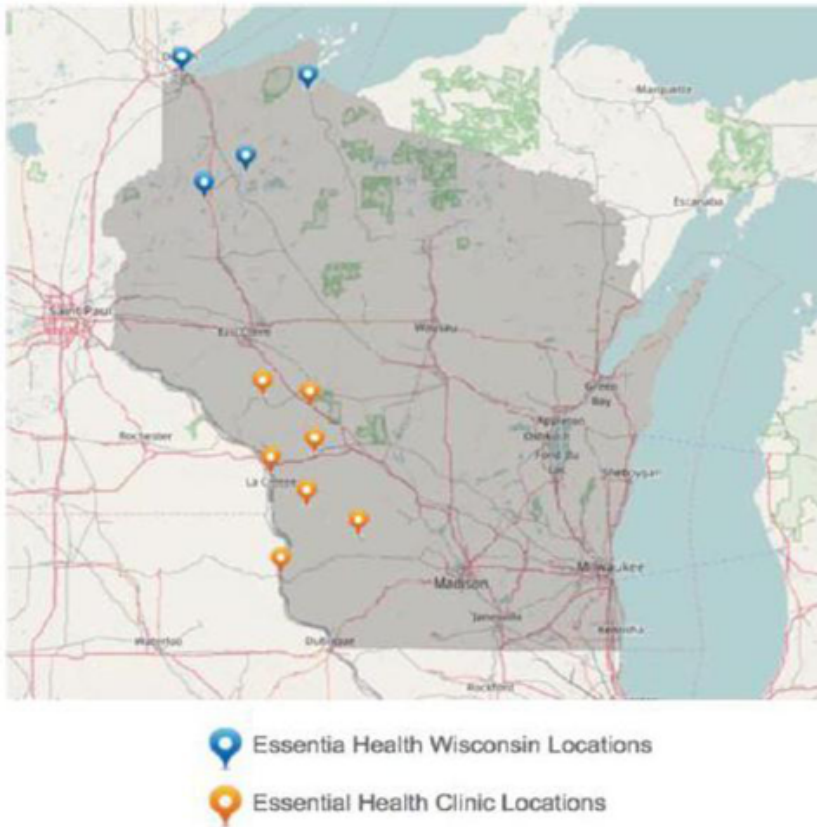 Marquette
Escanaba
Saint Paul
Eau Claire
Wausau
Green
Bay
Appleton
Oshkosh
Fond du
Lac
Rochester
La Crosse
Sheboygan
Madison
Milwaukee
Janesville
Kenosha
Waterloo
Dubuque
Rockford
Essentia Health Wisconsin Locations
Essential Health Clinic Locations